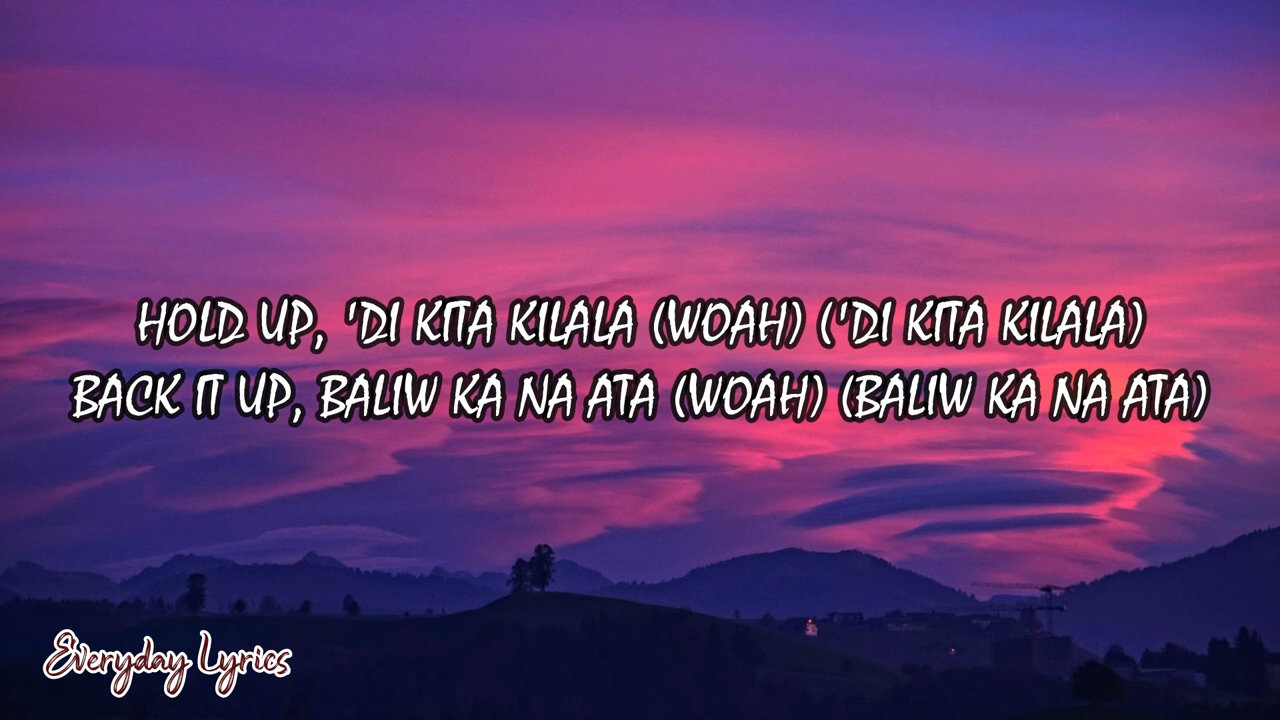 HOLD UP, 'DI KITA KILALA (WOAH) ('DI KITA KILALA)
BACK IT UP, BALIW KA NA ATA (WOAH) (BALIW KA NA ATA)
Everyday Lyrics